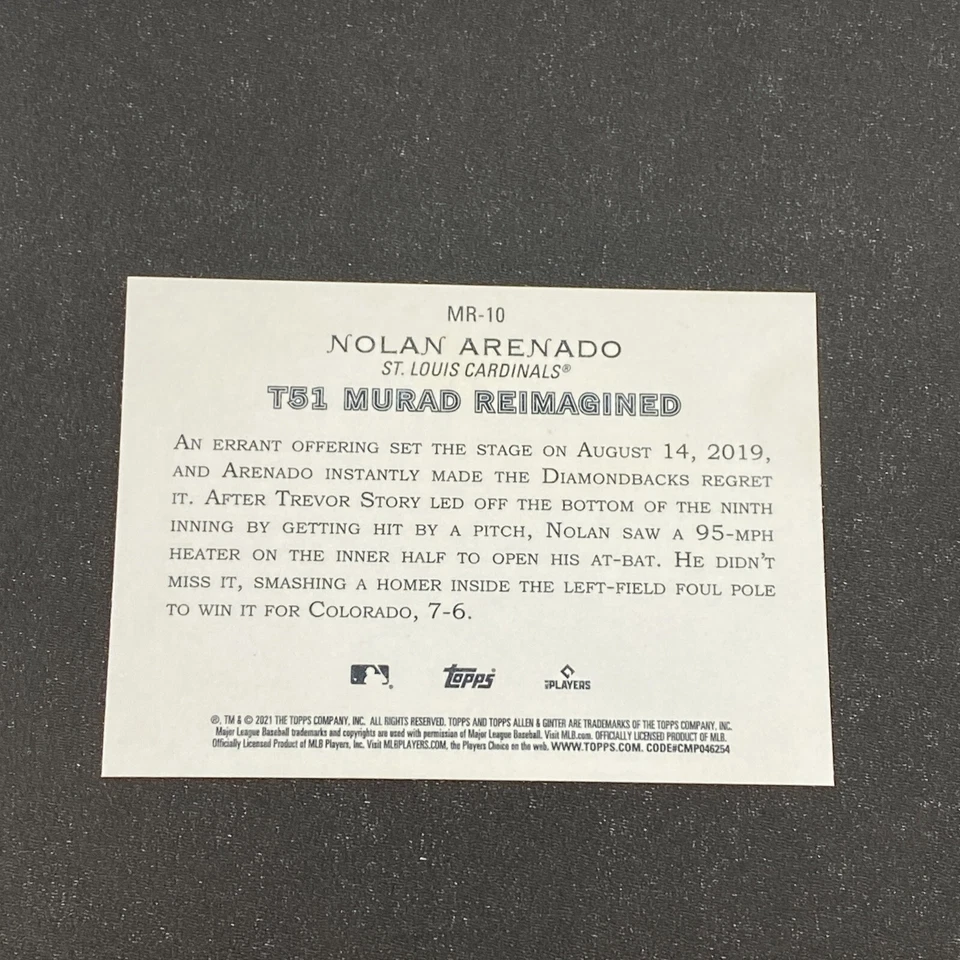 MR-10
NOLAN ARENADO
ST. LOUIS CARDINALS®
T51 MURAD REIMAGINED
AN ERRANT OFFERING SET THE STAGE ON AUGUST 14, 2019,
AND ARENADO INSTANTLY MADE THE DIAMONDBACKS REGRET
IT. AFTER TREVOR STORY LED OFF THE BOTTOM OF THE NINTH
INNING BY GETTING HIT BY A PITCH, NOLAN SAW A 95-MPH
HEATER ON THE INNER HALF TO OPEN HIS AT-BAT. HE DIDN'T
MISS IT, SMASHING A HOMER INSIDE THE LEFT-FIELD FOUL POLE
TO WIN IT FOR COLORADO, 7-6.
Topps® MLBPLAYERS
®, TM & © 2021 THE TOPPS COMPANY, INC. ALL RIGHTS RESERVED. TOPPS AND TOPPS ALLEN & GINTER ARE TRADEMARKS OF THE TOPPS COMPANY, INC.
Major League Baseball trademarks and copyrights are used with permission of Major League Baseball. Visit MLB.com. OFFICIALLY LICENSED PRODUCT OF MLB.
Officially Licensed Product of MLB Players, Inc. Visit MLBPLAYERS.COM, the Players Choice on the web. WWW.TOPPS.COM. CODE#CMP046254